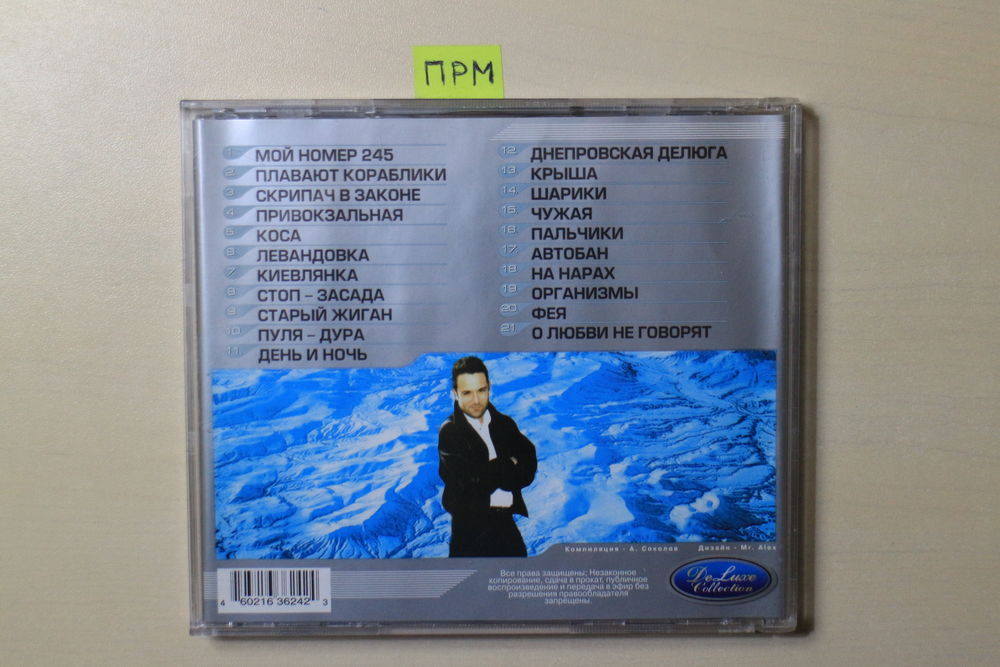 ПРМ
1 МОЙ НОМЕР 245
2 ПЛАВАЮТ КОРАБЛИКИ
3 СКРИПАЧ В ЗАКОНЕ
4 ПРИВОКЗАЛЬНАЯ
5 КОСА
6 ЛЕВАНДОВКА
7 КИЕВЛЯНКА
8 СТОП – ЗАСАДА
9 СТАРЫЙ ЖИГАН
10 ПУЛЯ – ДУРА
11 ДЕНЬ И НОЧЬ
12 ДНЕПРОВСКАЯ ДЕЛЮГА
13 КРЫША
14 ШАРИКИ
15 ЧУЖАЯ
16 ПАЛЬЧИКИ
17 АВТОБАН
18 НА НАРАХ
19 ОРГАНИЗМЫ
20 ФЕЯ
21 О ЛЮБВИ НЕ ГОВОРЯТ
Компиляция - А. Соколов Дизайн - Mr. Alex
Все права защищены; Незаконное
копирование, сдача в прокат, публичное
воспроизведение и передача в эфир без
разрешения правообладателя
запрещены.
4 60216 36242 3
DeLuxe
Collection